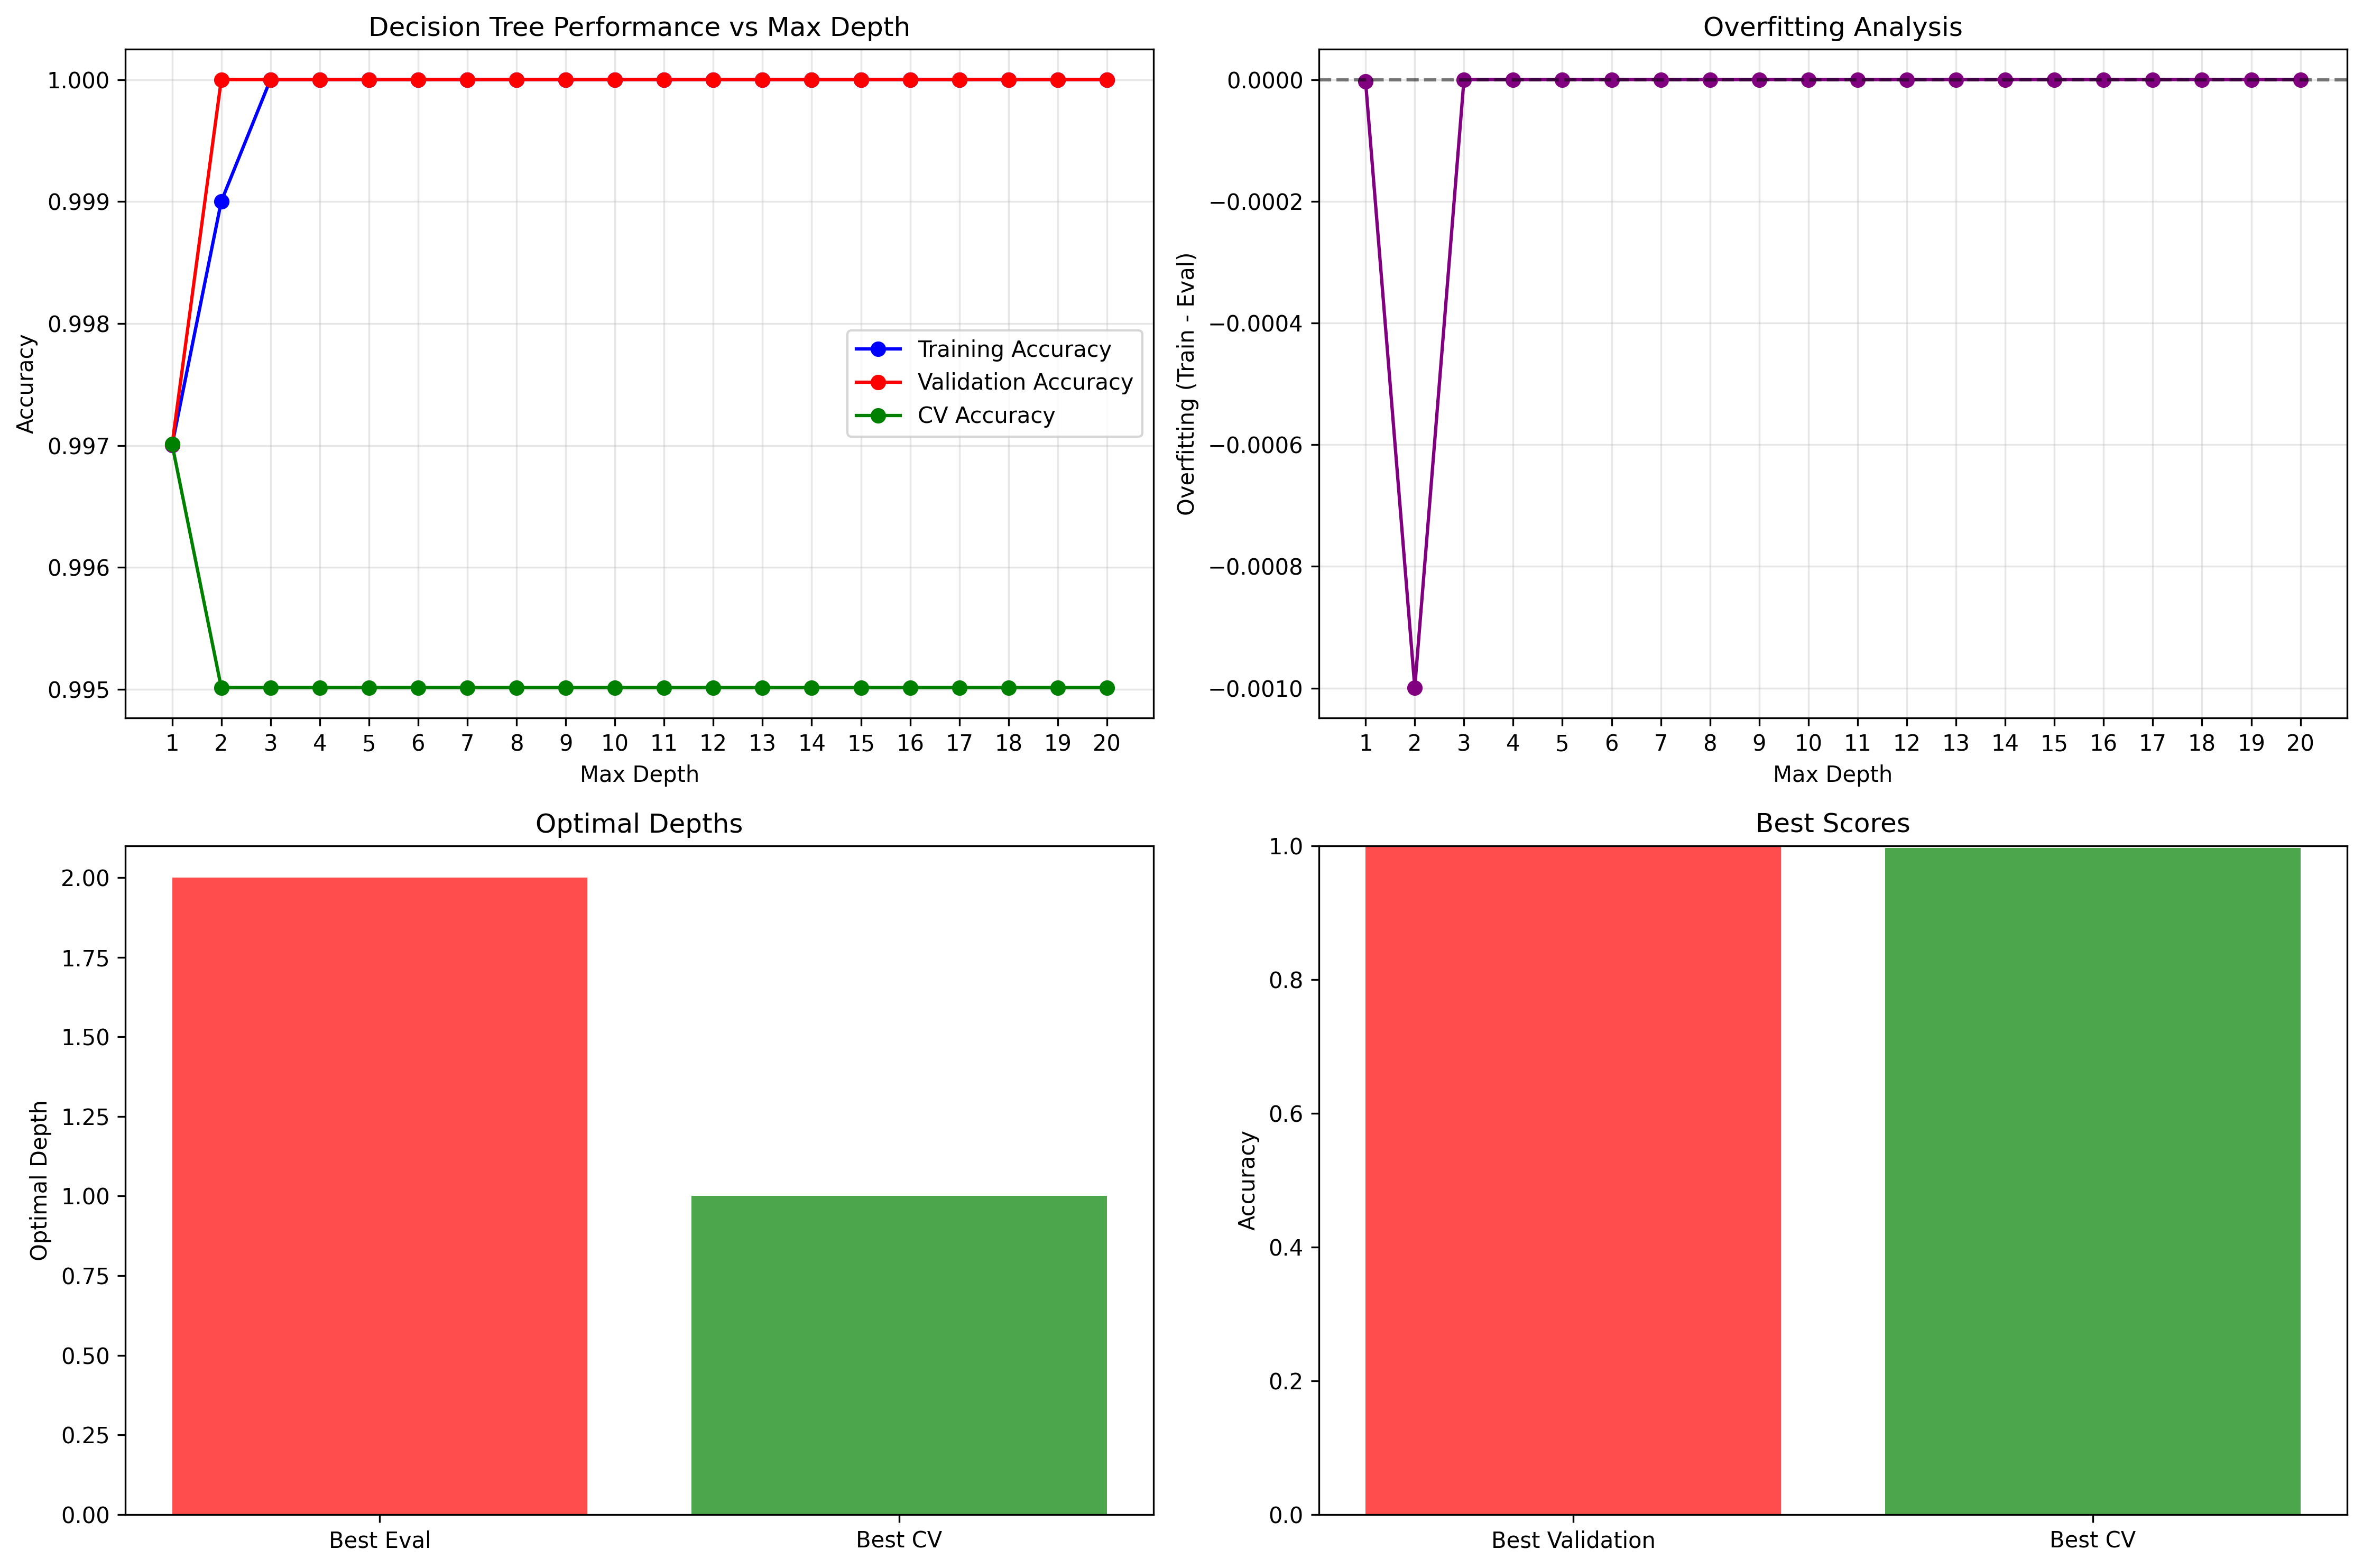 Decision Tree Performance vs Max Depth
1.000
0.999
0.998
0.997
0.996
0.995
Accuracy
Training Accuracy
Validation Accuracy
CV Accuracy
1 2 3 4 5 6 7 8 9 10 11 12 13 14 15 16 17 18 19 20
Max Depth
Overfitting Analysis
0.0000
−0.0002
−0.0004
−0.0006
−0.0008
−0.0010
Overfitting (Train - Eval)
1 2 3 4 5 6 7 8 9 10 11 12 13 14 15 16 17 18 19 20
Max Depth
Optimal Depths
2.00
1.75
1.50
1.25
1.00
0.75
0.50
0.25
0.00
Optimal Depth
Best Eval Best CV
Best Scores
1.0
0.8
0.6
0.4
0.2
0.0
Accuracy
Best Validation Best CV